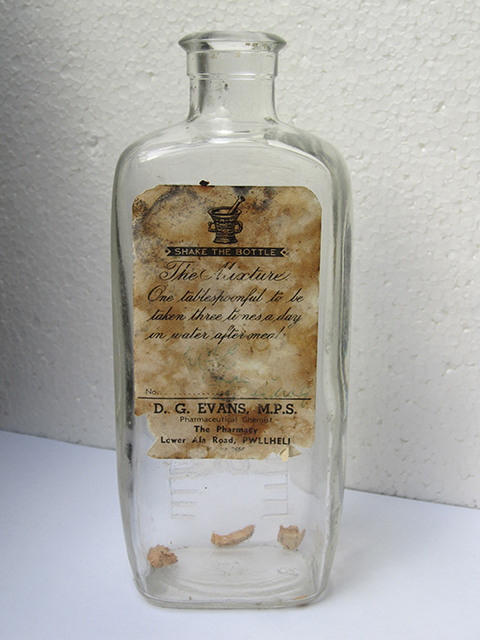 SHAKE THE BOTTLE
The Mixture
One tablespoonful to be
taken three times a day
in water after meal
No.
D. G. EVANS, M.P.S.
Pharmaceutical Chemist
The Pharmacy
Lower Ala Road, PWLLHELI